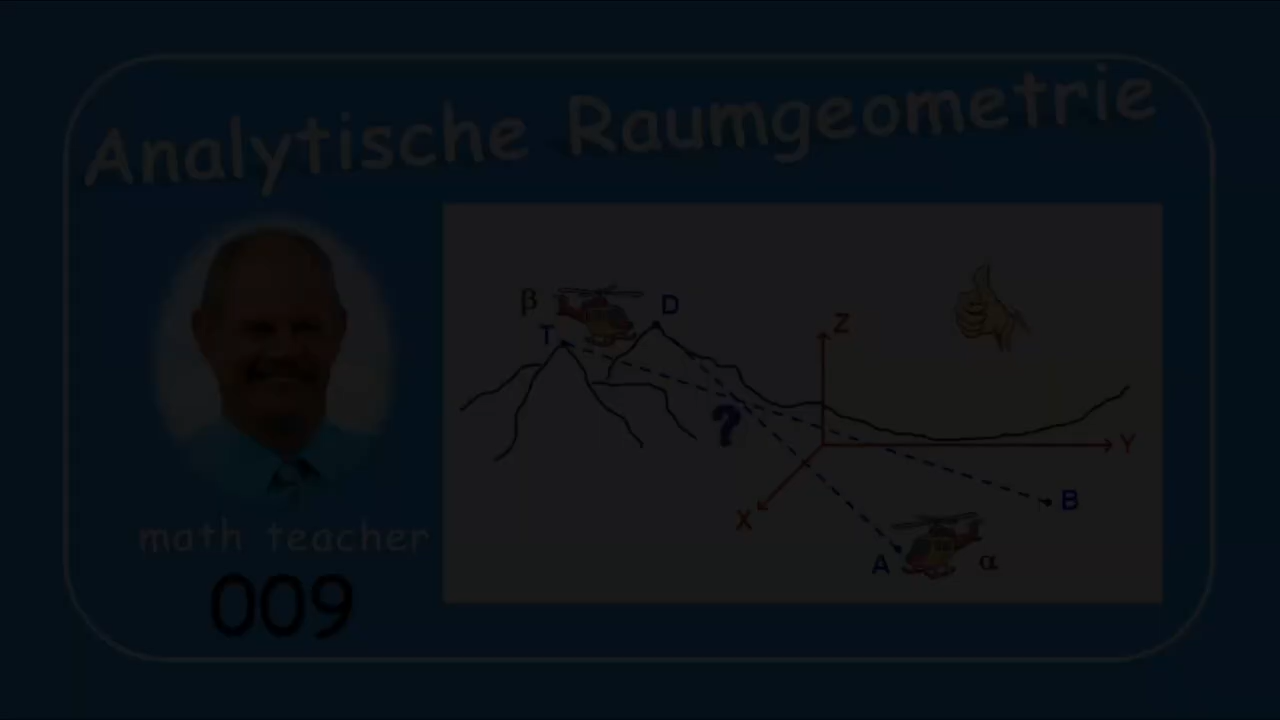 Analytische Raumgeometrie
β
D
T
Z
?
Y
X
B
A
α
math teacher
009